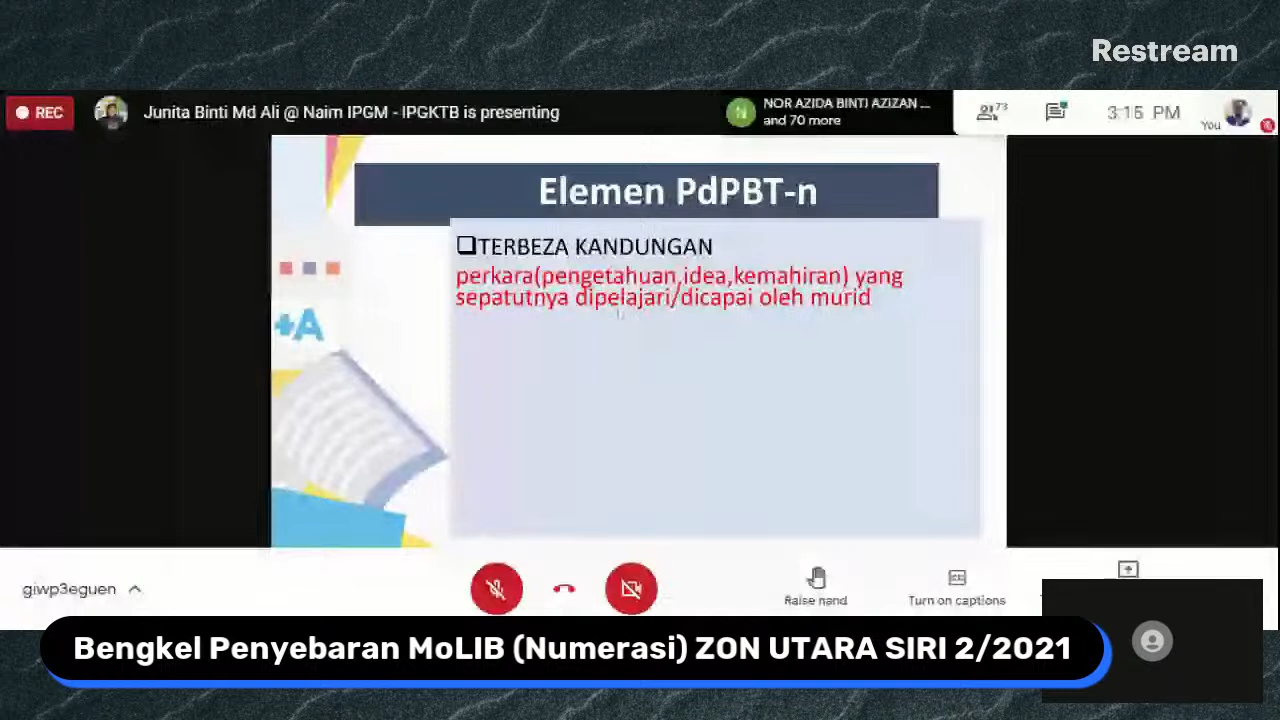 Restream
REC
Junita Binti Md Ali @ Naim IPGM - IPGKTB is presenting
N
NOR AZIDA BINTI AZIZAN ...
and 70 more
73
3:15 PM
You
Elemen PdPBT-n
❑TERBEZA KANDUNGAN
perkara(pengetahuan,idea,kemahiran) yang
sepatutnya dipelajari/dicapai oleh murid
+A
giwp3eguen
Raise hand
Turn on captions
Bengkel Penyebaran MoLIB (Numerasi) ZON UTARA SIRI 2/2021